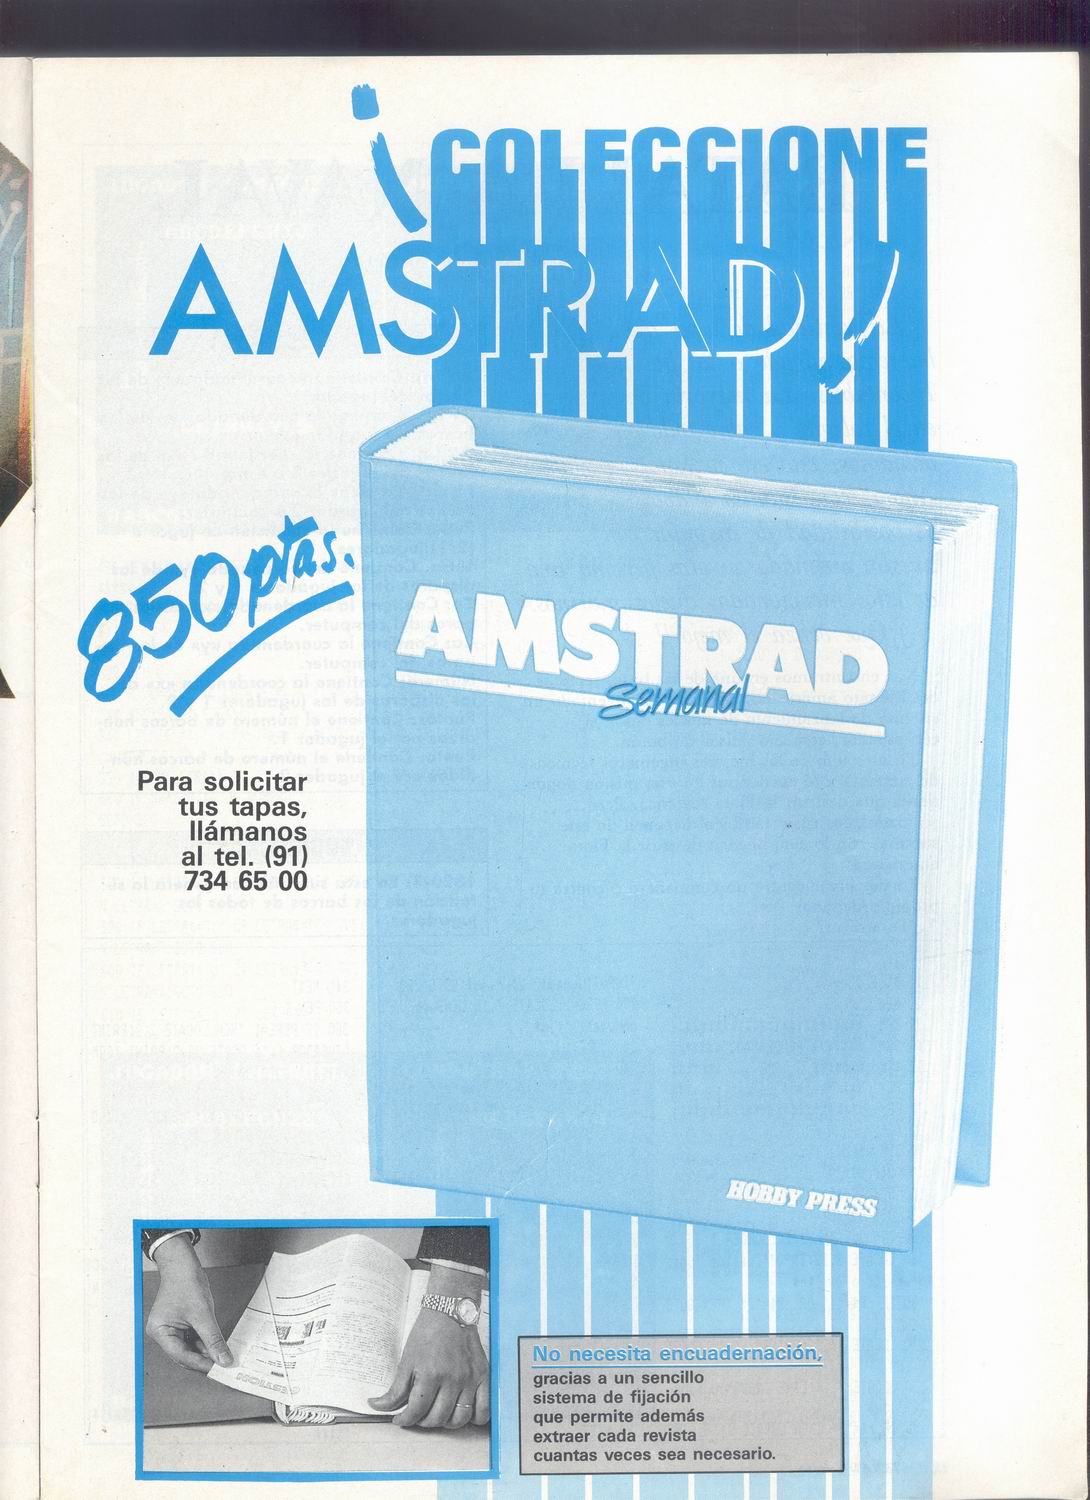 ¡COLECCIONE
AMSTRAD!
850 ptas.
AMSTRAD
Semanal
Para solicitar
tus tapas,
llámanos
al tel. (91)
734 65 00
HOBBY PRESS
No necesita encuadernación,
gracias a un sencillo
sistema de fijación
que permite además
extraer cada revista
cuantas veces sea necesario.